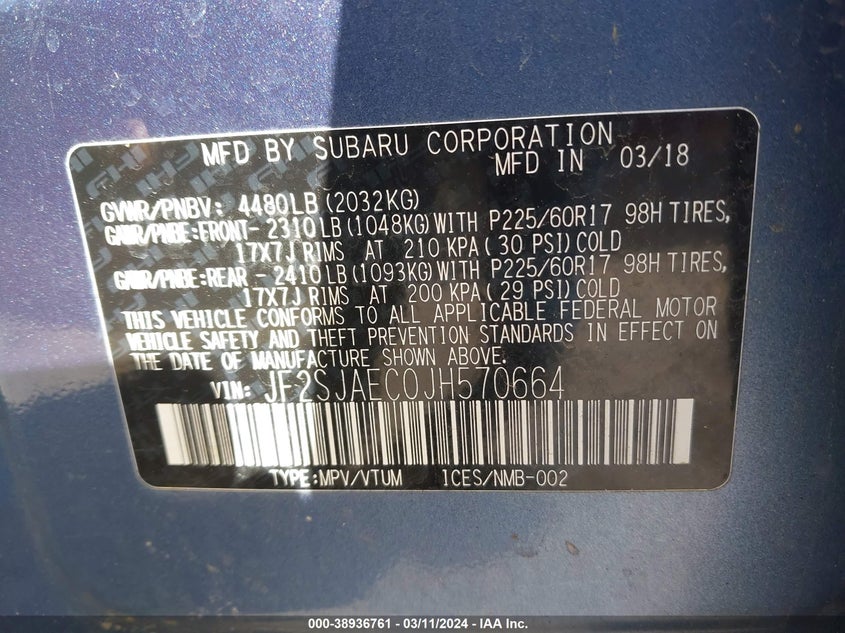 MFD BY SUBARU CORPORATION
MFD IN 03/18
GVWR/PNBV: 4480LB(2032KG)
GAWR/PNBE:FRONT-2310LB(1048KG)WITH P225/60R17 98H TIRES,
17X7J RIMS AT 210 KPA(30 PSI)COLD
GAWR/PNBE:REAR -2410LB(1093KG)WITH P225/60R17 98H TIRES,
17X7J RIMS AT 200 KPA(29 PSI)COLD
THIS VEHICLE CONFORMS TO ALL APPLICABLE FEDERAL MOTOR
VEHICLE SAFETY AND THEFT PREVENTION STANDARDS IN EFFECT ON
THE DATE OF MANUFACTURE SHOWN ABOVE.
VIN: JF2SJAEC0JH570664
TYPE:MPV/VTUM ICES/NMB-002
000-38936761 - 03/11/2024 - IAA Inc.